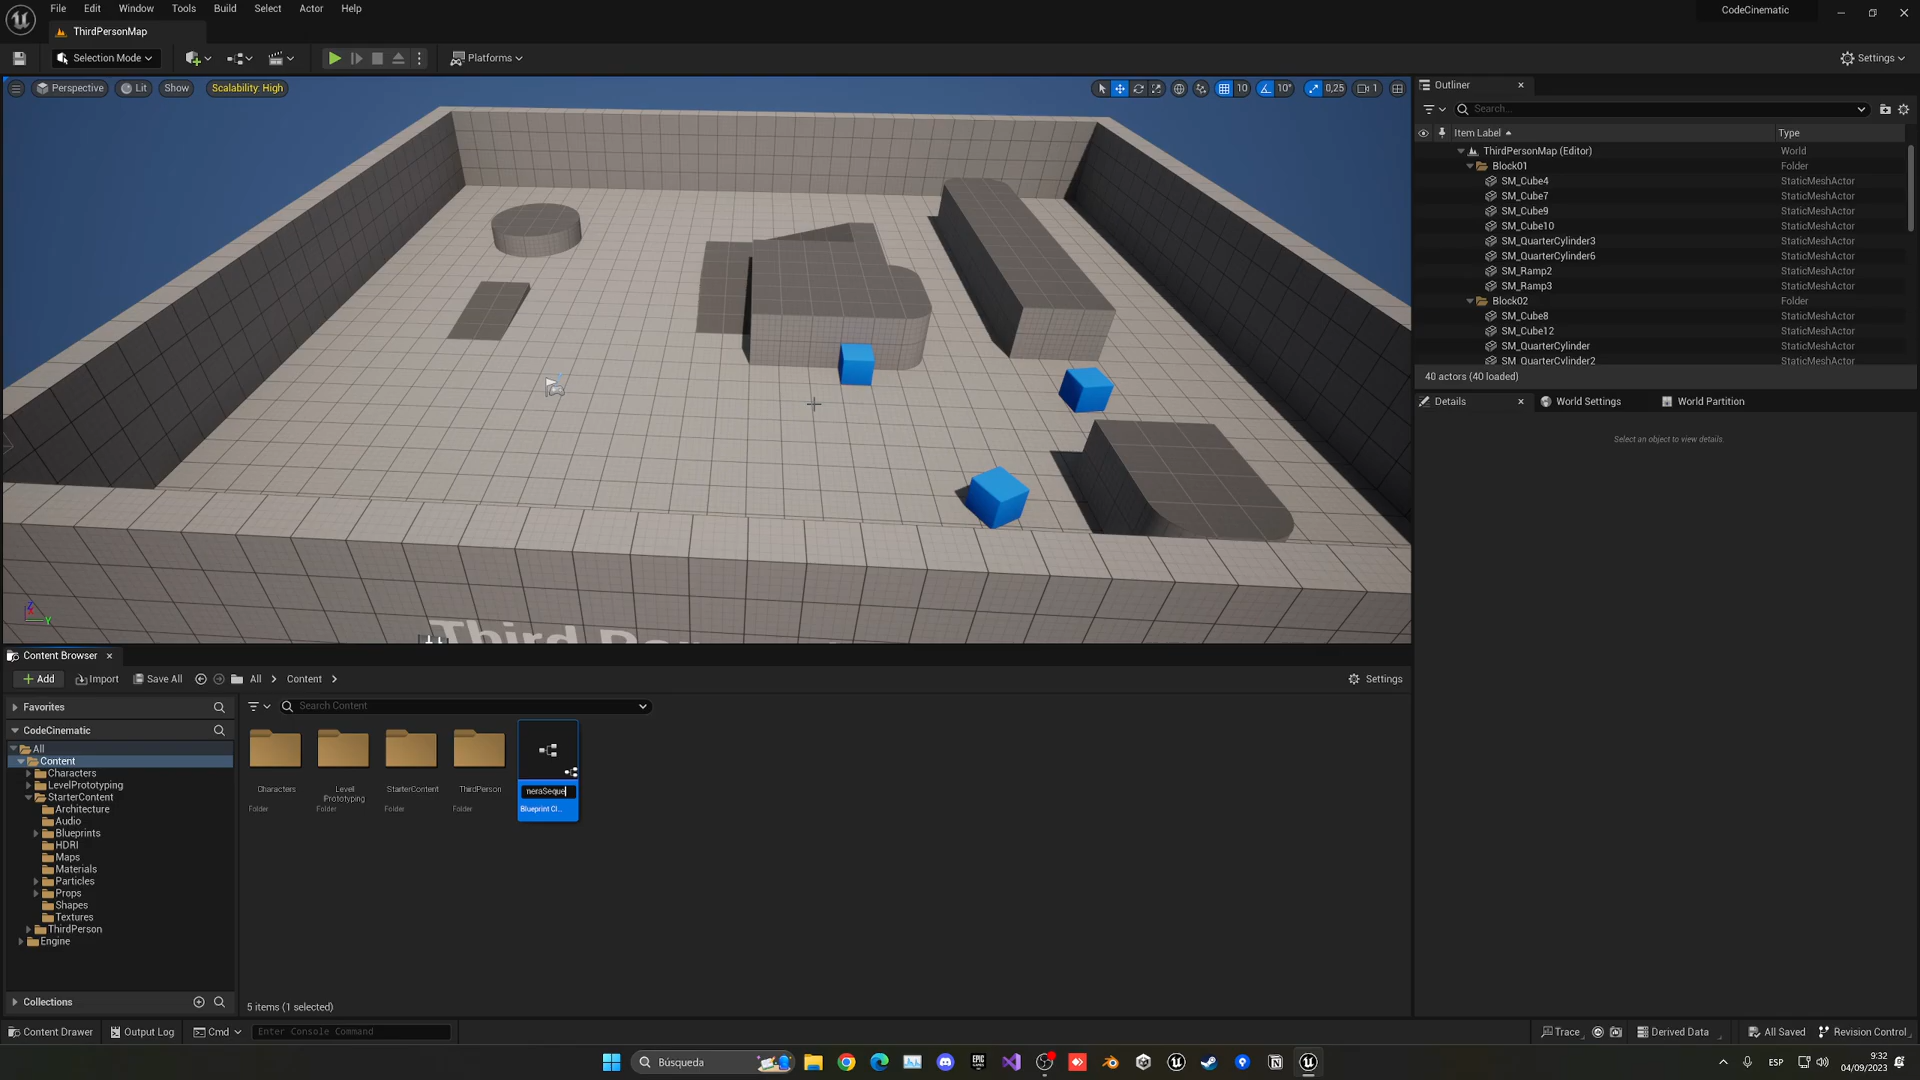 File Edit Window Tools Build Select Actor Help
CodeCinematic
ThirdPersonMap
Selection Mode
Platforms
Settings
Perspective Lit Show Scalability: High
10 10° 0,25 1
Outliner
Search...
Item Label Type
ThirdPersonMap (Editor) World
Block01 Folder
SM_Cube4 StaticMeshActor
SM_Cube7 StaticMeshActor
SM_Cube9 StaticMeshActor
SM_Cube10 StaticMeshActor
SM_QuarterCylinder3 StaticMeshActor
SM_QuarterCylinder6 StaticMeshActor
SM_Ramp2 StaticMeshActor
SM_Ramp3 StaticMeshActor
Block02 Folder
SM_Cube8 StaticMeshActor
SM_Cube12 StaticMeshActor
SM_QuarterCylinder StaticMeshActor
SM_QuarterCylinder2 StaticMeshActor
40 actors (40 loaded)
Details World Settings World Partition
Select an object to view details.
Z
Y
Third
Content Browser
Add Import Save All All Content
Settings
Favorites
Search Content
CodeCinematic
All
Content
Characters
LevelPrototyping
StarterContent
Architecture
Audio
Blueprints
HDRI
Maps
Materials
Particles
Props
Shapes
Textures
ThirdPerson
Engine
Collections
Characters
Folder
Level
Prototyping
Folder
StarterContent
Folder
ThirdPerson
Folder
neraSeque
Blueprint Cl...
5 items (1 selected)
Content Drawer Output Log Cmd Enter Console Command
Trace Derived Data All Saved Revision Control
Búsqueda
ESP
9:32
04/09/2023